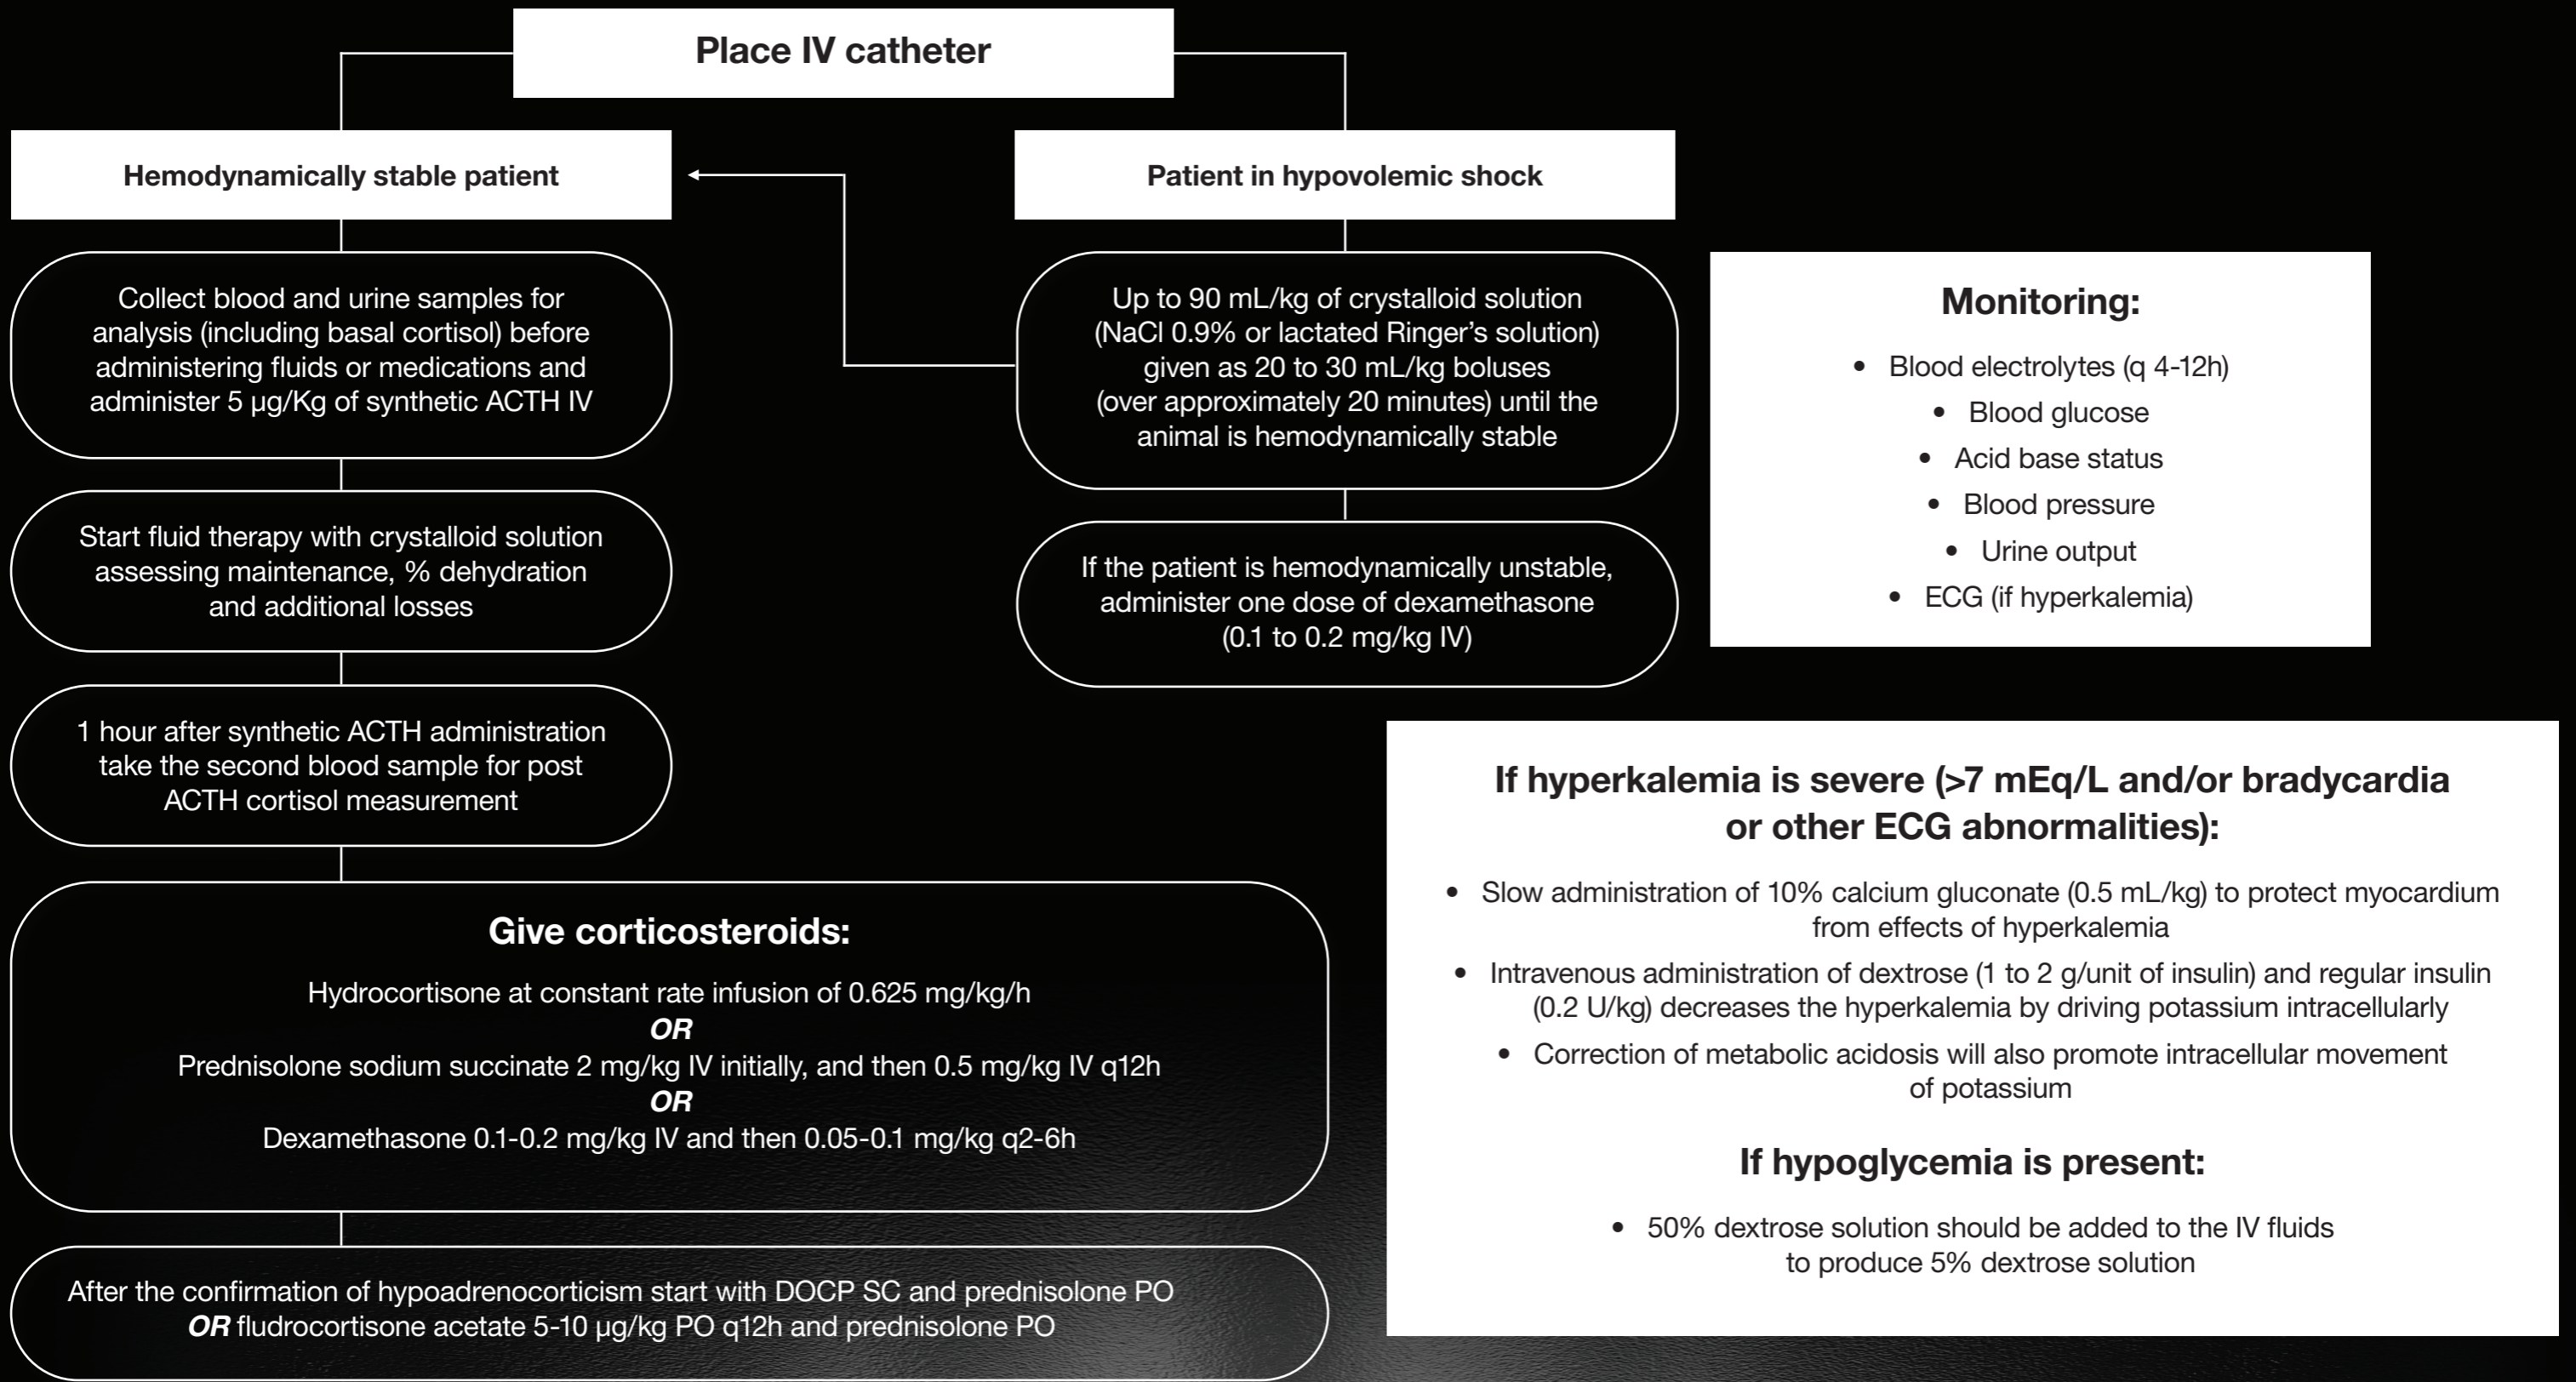 Place IV catheter
Hemodynamically stable patient
Collect blood and urine samples for
analysis (including basal cortisol) before
administering fluids or medications and
administer 5 µg/Kg of synthetic ACTH IV
Start fluid therapy with crystalloid solution
assessing maintenance, % dehydration
and additional losses
1 hour after synthetic ACTH administration
take the second blood sample for post
ACTH cortisol measurement
Give corticosteroids:
Hydrocortisone at constant rate infusion of 0.625 mg/kg/h
OR
Prednisolone sodium succinate 2 mg/kg IV initially, and then 0.5 mg/kg IV q12h
OR
Dexamethasone 0.1-0.2 mg/kg IV and then 0.05-0.1 mg/kg q2-6h
After the confirmation of hypoadrenocorticism start with DOCP SC and prednisolone PO
OR fludrocortisone acetate 5-10 µg/kg PO q12h and prednisolone PO
Patient in hypovolemic shock
Up to 90 mL/kg of crystalloid solution
(NaCl 0.9% or lactated Ringer’s solution)
given as 20 to 30 mL/kg boluses
(over approximately 20 minutes) until the
animal is hemodynamically stable
If the patient is hemodynamically unstable,
administer one dose of dexamethasone
(0.1 to 0.2 mg/kg IV)
Monitoring:
• Blood electrolytes (q 4-12h)
• Blood glucose
• Acid base status
• Blood pressure
• Urine output
• ECG (if hyperkalemia)
If hyperkalemia is severe (>7 mEq/L and/or bradycardia
or other ECG abnormalities):
• Slow administration of 10% calcium gluconate (0.5 mL/kg) to protect myocardium
from effects of hyperkalemia
• Intravenous administration of dextrose (1 to 2 g/unit of insulin) and regular insulin
(0.2 U/kg) decreases the hyperkalemia by driving potassium intracellularly
• Correction of metabolic acidosis will also promote intracellular movement
of potassium
If hypoglycemia is present:
• 50% dextrose solution should be added to the IV fluids
to produce 5% dextrose solution